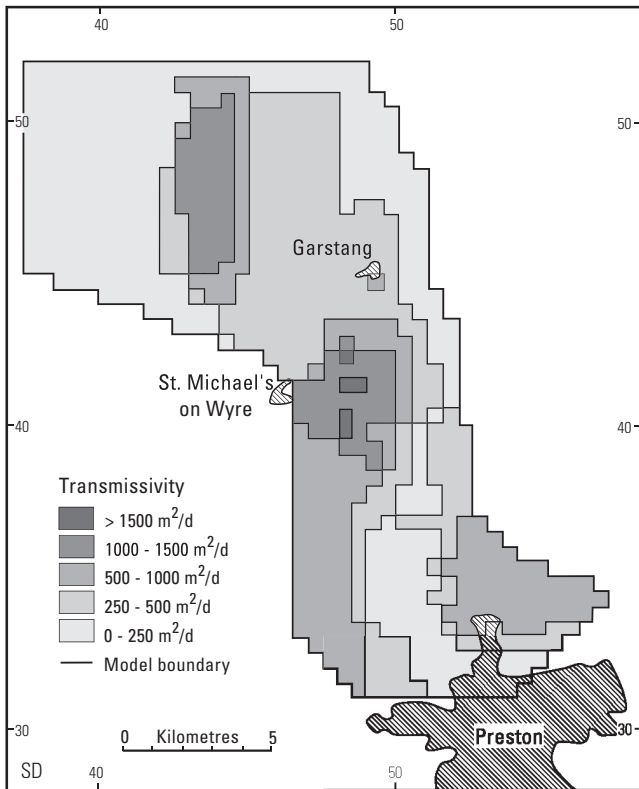 40 50
50 50
Garstang
St. Michael's
on Wyre
40 40
Transmissivity
> 1500 m²/d
1000 - 1500 m²/d
500 - 1000 m²/d
250 - 500 m²/d
0 - 250 m²/d
Model boundary
0 Kilometres 5
30 30
Preston
SD 40 50